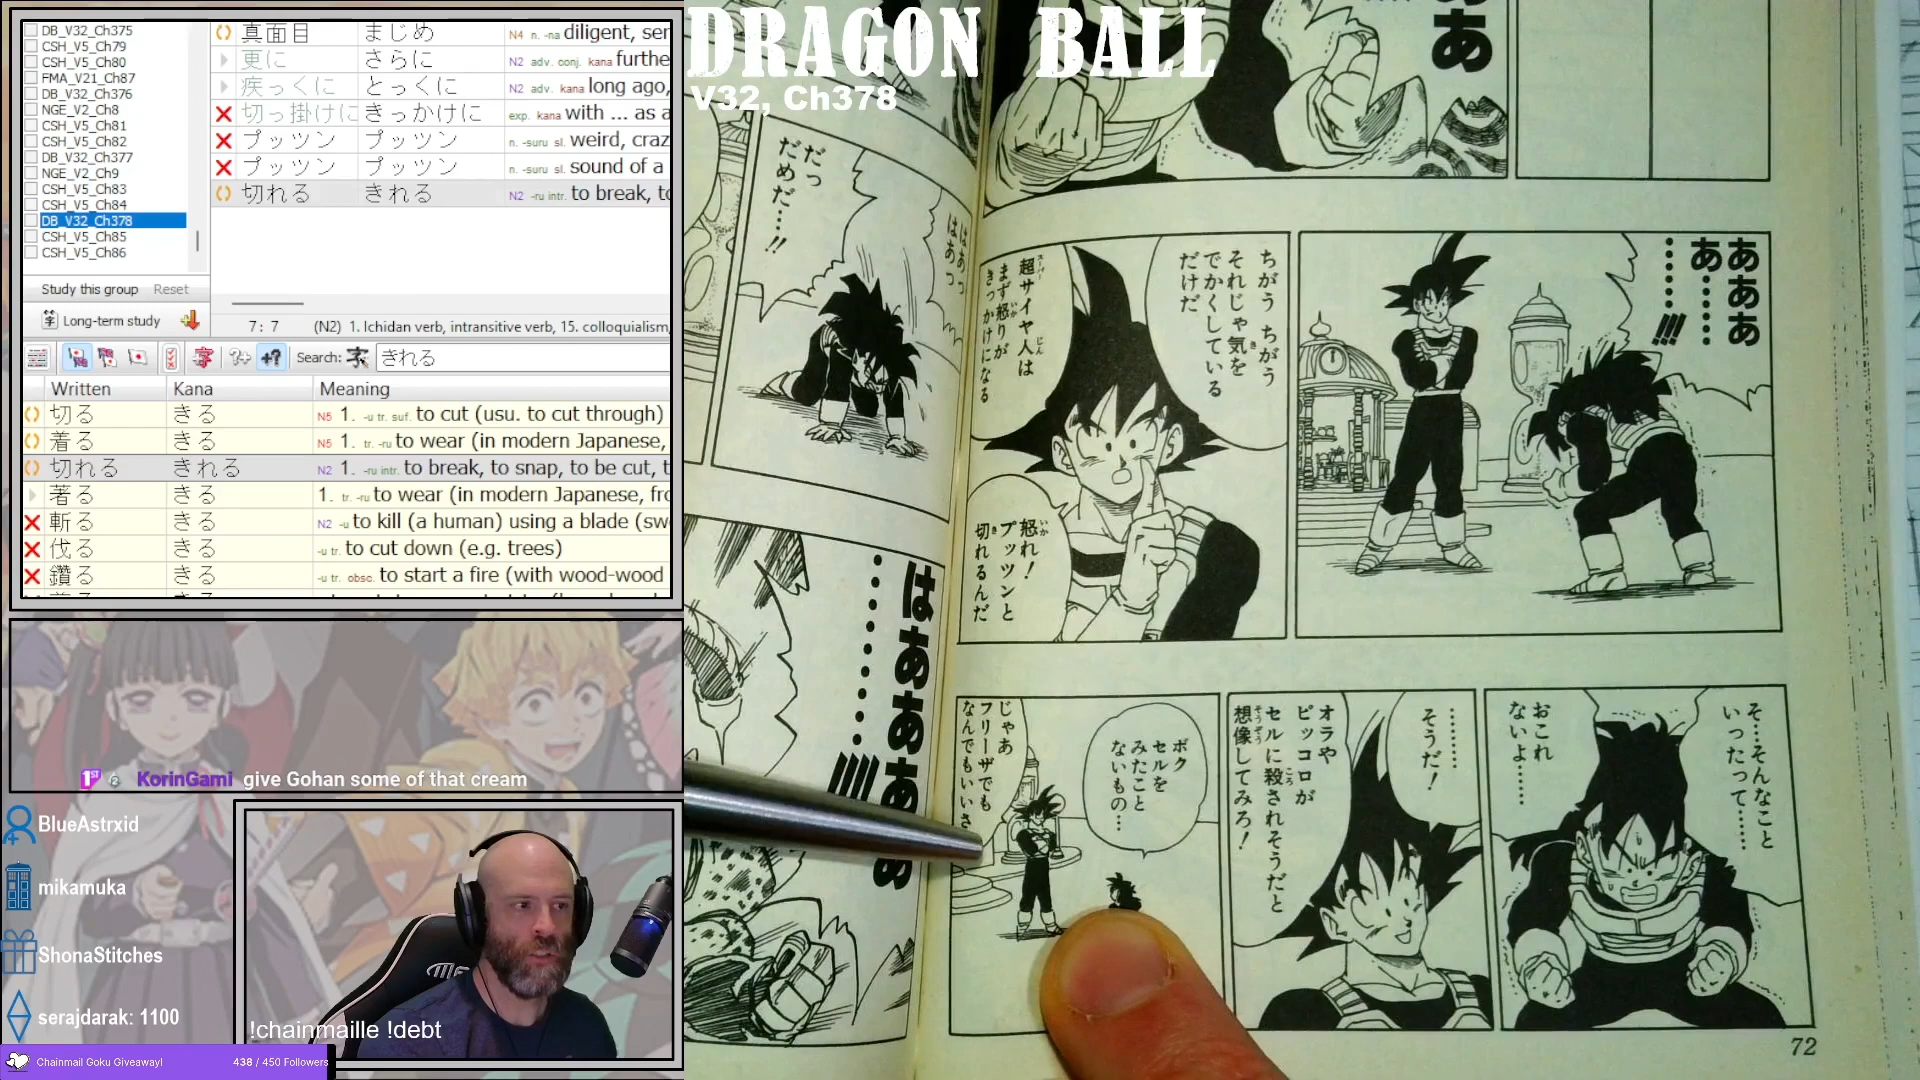 DB_V32_Ch375
CSH_V5_Ch79
CSH_V5_Ch80
FMA_V21_Ch87
DB_V32_Ch376
NGE_V2_Ch8
CSH_V5_Ch81
CSH_V5_Ch82
DB_V32_Ch377
NGE_V2_Ch9
CSH_V5_Ch83
CSH_V5_Ch84
DB_V32_Ch378
CSH_V5_Ch85
CSH_V5_Ch86
Study this group Reset
Long-term study
真面目 まじめ N4 n. -na diligent, ser
更に さらに N2 adv. conj. kana furthe
疾っくに とっくに N2 adv. kana long ago,
切っ掛けに きっかけに exp. kana with ... as a
プッツン プッツン n. -suru sl. weird, craz
プッツン プッツン n. -suru sl. sound of a
切れる きれる N2 -ru intr. to break, to
7: 7 (N2) 1. Ichidan verb, intransitive verb, 15. colloquialism,
Search: きれる
Written Kana Meaning
切る きる N5 1. -u tr. suf. to cut (usu. to cut through)
着る きる N5 1. tr. -ru to wear (in modern Japanese,
切れる きれる N2 1. -ru intr. to break, to snap, to be cut, t
著る きる 1. tr. -ru to wear (in modern Japanese, fro
斬る きる N2 -u to kill (a human) using a blade (sw
伐る きる -u tr. to cut down (e.g. trees)
鑽る きる -u tr. obsc. to start a fire (with wood-wood
KorinGami give Gohan some of that cream
BlueAstrxid
mikamuka
ShonaStitches
serajdarak: 1100
!chainmaille !debt
Chainmail Goku Giveaway! 438 / 450 Followers
DRAGON BALL
V32, Ch378
ああ
あああ
あ……
……!!!
ちがう ちがう
それじゃ気を
でかくしている
だけだ
超サイヤ人は
まず怒りが
きっかけになる
怒れ!
プッツンと
切れるんだ
そ…そんなこと
いったって……
おこれ
ないよ……
………
そうだ!
オラや
ピッコロが
セルに殺されそうだと
想像してみろ!
ボク
セルを
みたこと
ないもの…
じゃあ
フリーザでも
なんでもいいさ
72
はあっ
はあっ
だっ
だめだ…!!
はあああ